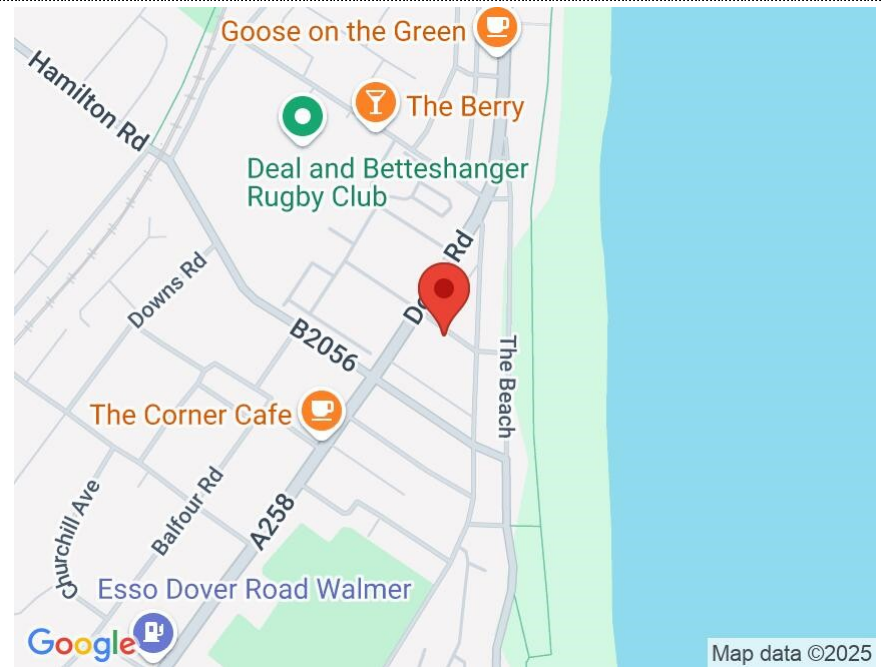 Goose on the Green
Hamilton Rd
The Berry
Deal and Betteshanger
Rugby Club
Rd
Downs Rd
B2056
The Beach
The Corner Cafe
Churchill Ave
Balfour Rd
A258
Esso Dover Road Walmer
Google
Map data ©2025